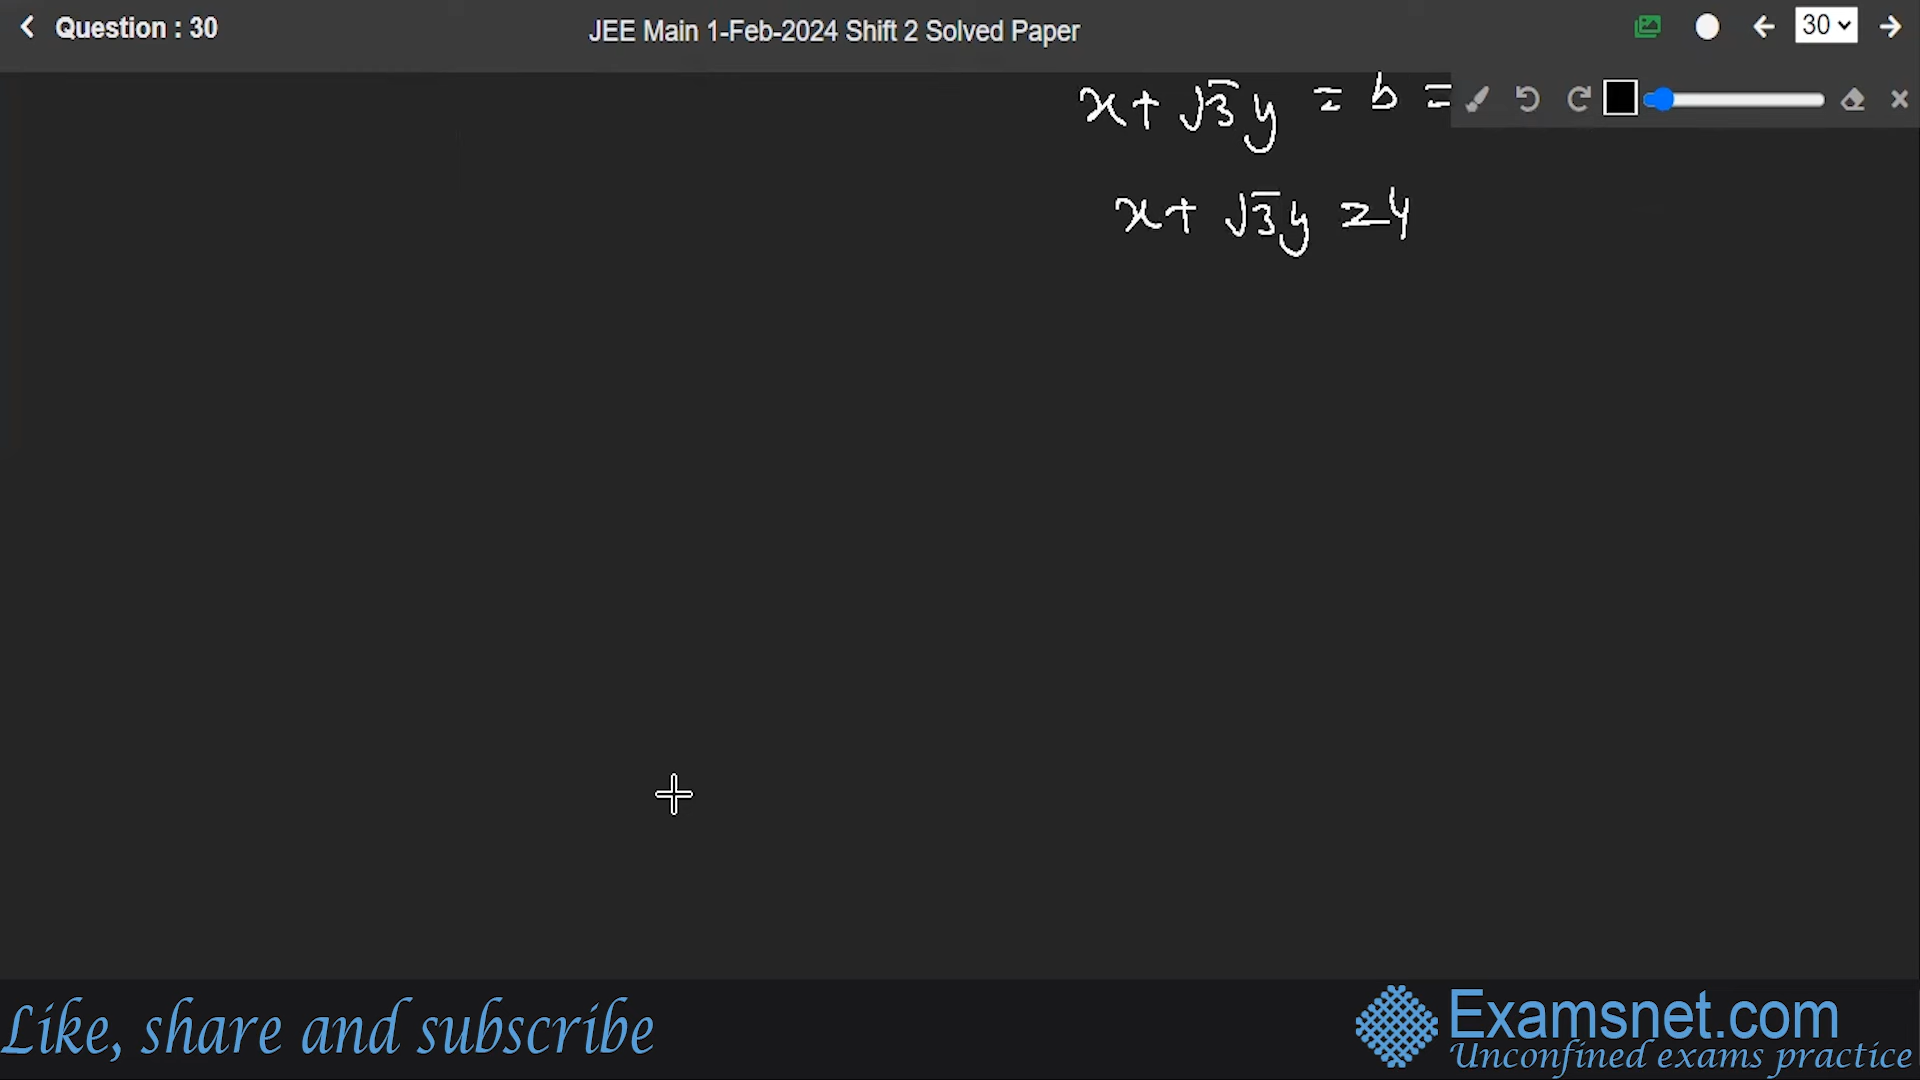 Question : 30
JEE Main 1-Feb-2024 Shift 2 Solved Paper
30
x + √3 y = b =
x + √3 y = 4
Like, share and subscribe
Examsnet.com
Unconfined exams practice